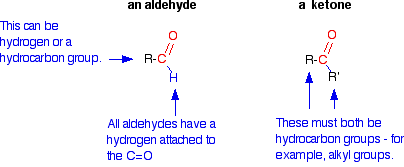 an aldehyde
a ketone
This can be
hydrogen or a
hydrocarbon group.
O
R-C
H
O
R-C
R'
All aldehydes have a
hydrogen attached to
the C=O
These must both be
hydrocarbon groups - for
example, alkyl groups.